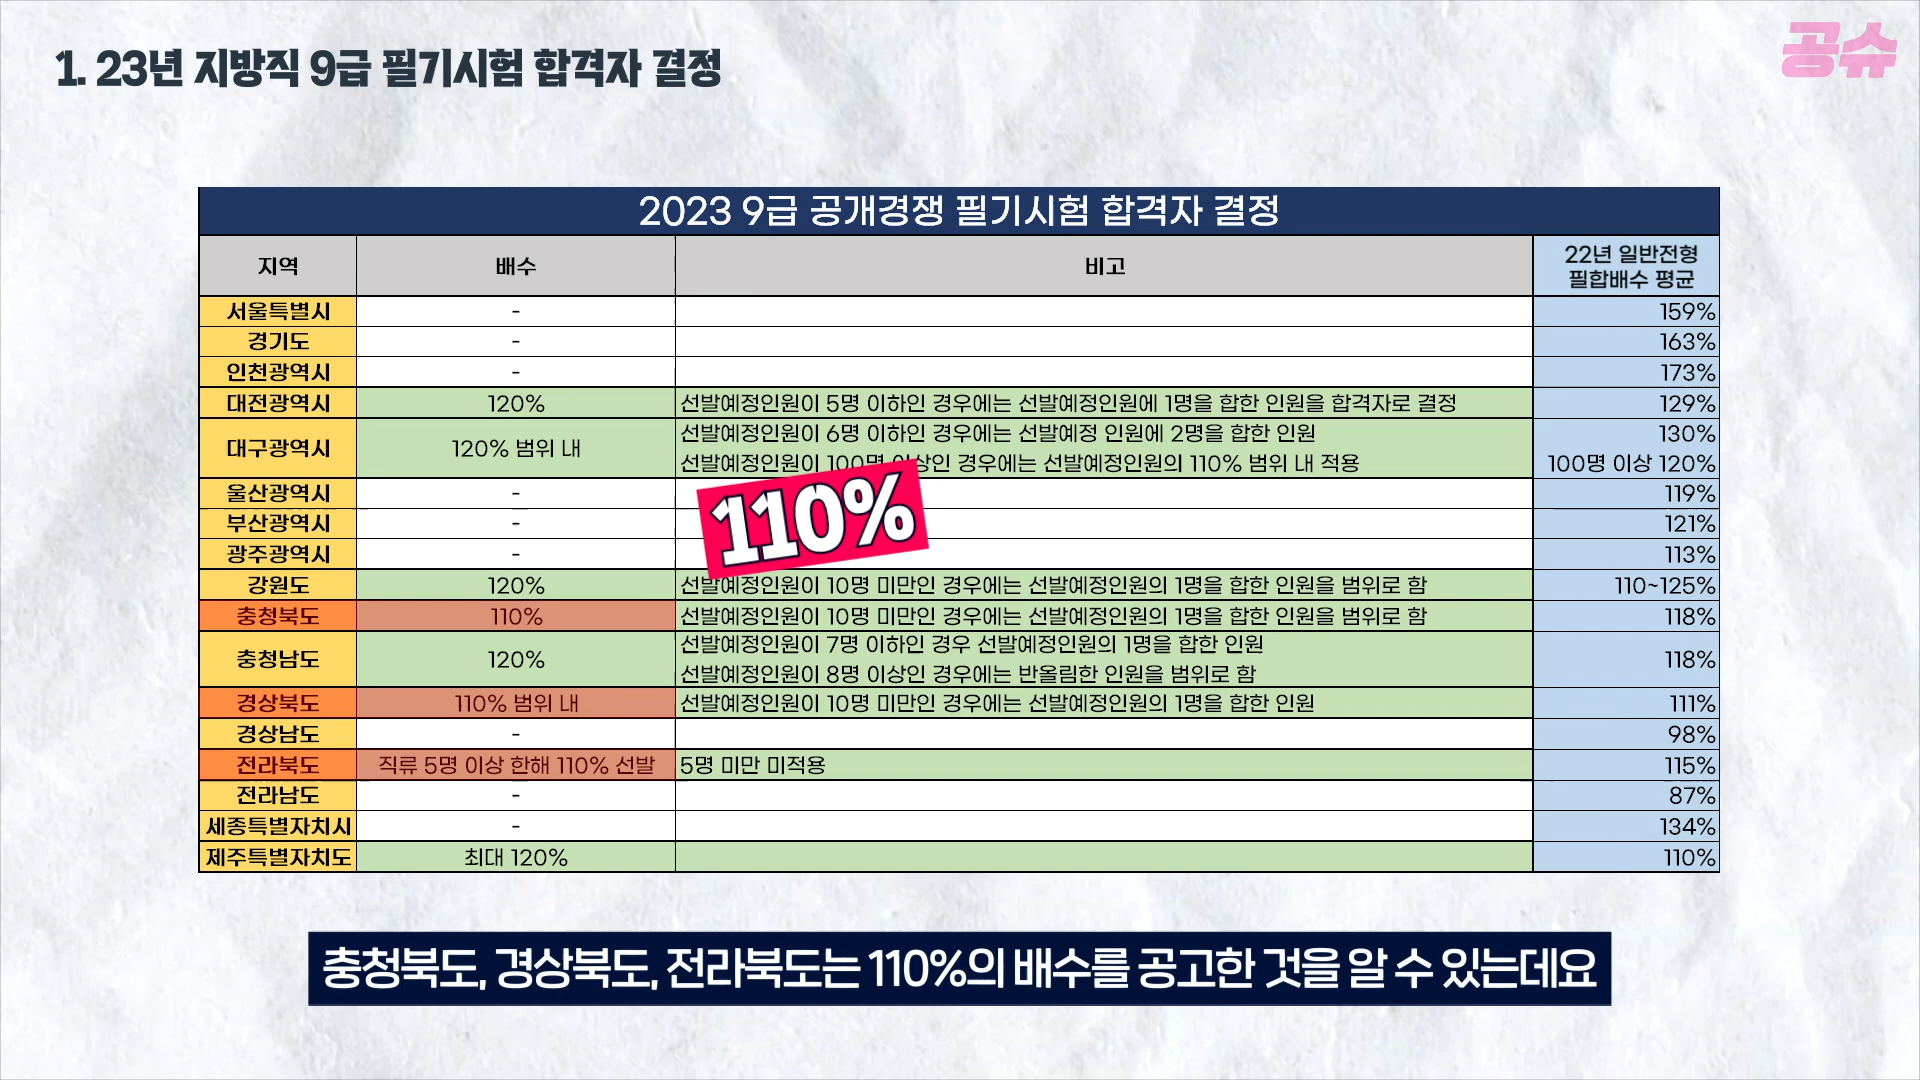 1. 23년 지방직 9급 필기시험 합격자 결정
공슈
2023 9급 공개경쟁 필기시험 합격자 결정
지역 배수 비고 22년 일반전형
필합배수 평균
서울특별시 - 159%
경기도 - 163%
인천광역시 - 173%
대전광역시 120% 선발예정인원이 5명 이하인 경우에는 선발예정인원에 1명을 합한 인원을 합격자로 결정 129%
대구광역시 120% 범위 내 선발예정인원이 6명 이하인 경우에는 선발예정 인원에 2명을 합한 인원 130%
선발예정인원이 100명 이상인 경우에는 선발예정인원의 110% 범위 내 적용 100명 이상 120%
울산광역시 - 119%
110%
부산광역시 - 121%
광주광역시 - 113%
강원도 120% 선발예정인원이 10명 미만인 경우에는 선발예정인원의 1명을 합한 인원을 범위로 함 110~125%
충청북도 110% 선발예정인원이 10명 미만인 경우에는 선발예정인원의 1명을 합한 인원을 범위로 함 118%
충청남도 120% 선발예정인원이 7명 이하인 경우 선발예정인원의 1명을 합한 인원 118%
선발예정인원이 8명 이상인 경우에는 반올림한 인원을 범위로 함
경상북도 110% 범위 내 선발예정인원이 10명 미만인 경우에는 선발예정인원의 1명을 합한 인원 111%
경상남도 - 98%
전라북도 직류 5명 이상 한해 110% 선발 5명 미만 미적용 115%
전라남도 - 87%
세종특별자치시 - 134%
제주특별자치도 최대 120% 110%
충청북도, 경상북도, 전라북도는 110%의 배수를 공고한 것을 알 수 있는데요